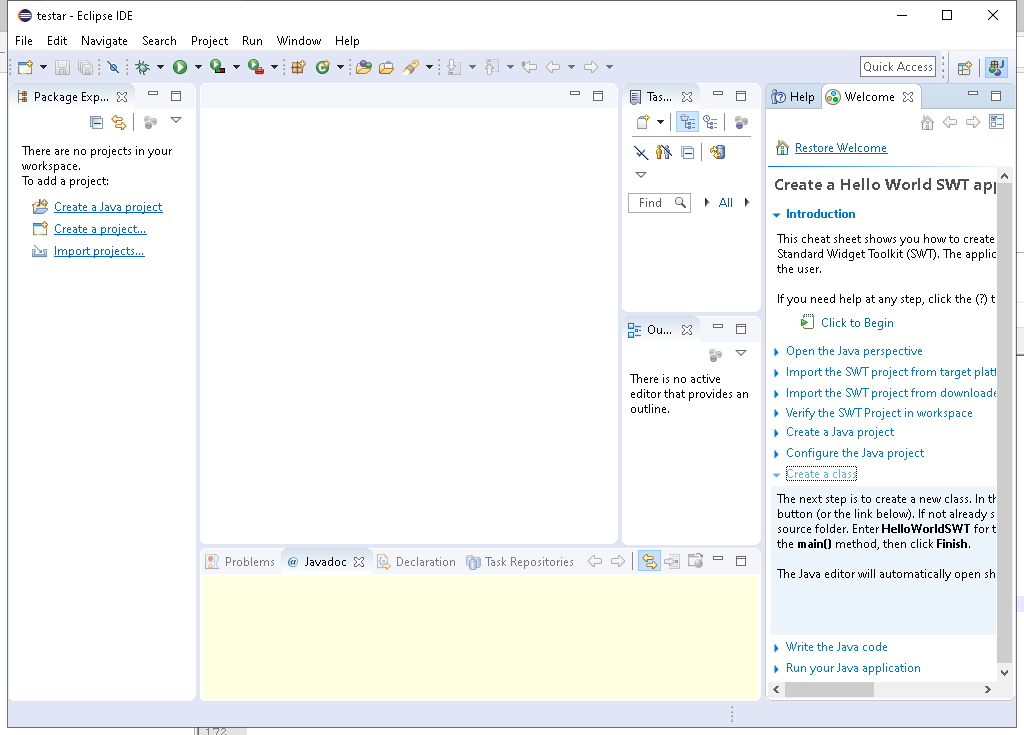 testar - Eclipse IDE
File Edit Navigate Search Project Run Window Help
Quick Access
Package Exp...
There are no projects in your
workspace.
To add a project:
Create a Java project
Create a project...
Import projects...
Tas...
Find
All
Ou...
There is no active
editor that provides an
outline.
Problems
@ Javadoc
Declaration
Task Repositories
Help
Welcome
Restore Welcome
Create a Hello World SWT app
Introduction
This cheat sheet shows you how to create
Standard Widget Toolkit (SWT). The applic
the user.
If you need help at any step, click the (?) t
Click to Begin
Open the Java perspective
Import the SWT project from target platf
Import the SWT project from downloade
Verify the SWT Project in workspace
Create a Java project
Configure the Java project
Create a class
The next step is to create a new class. In th
button (or the link below). If not already s
source folder. Enter HelloWorldSWT for t
the main() method, then click Finish.
The Java editor will automatically open sh
Write the Java code
Run your Java application
172